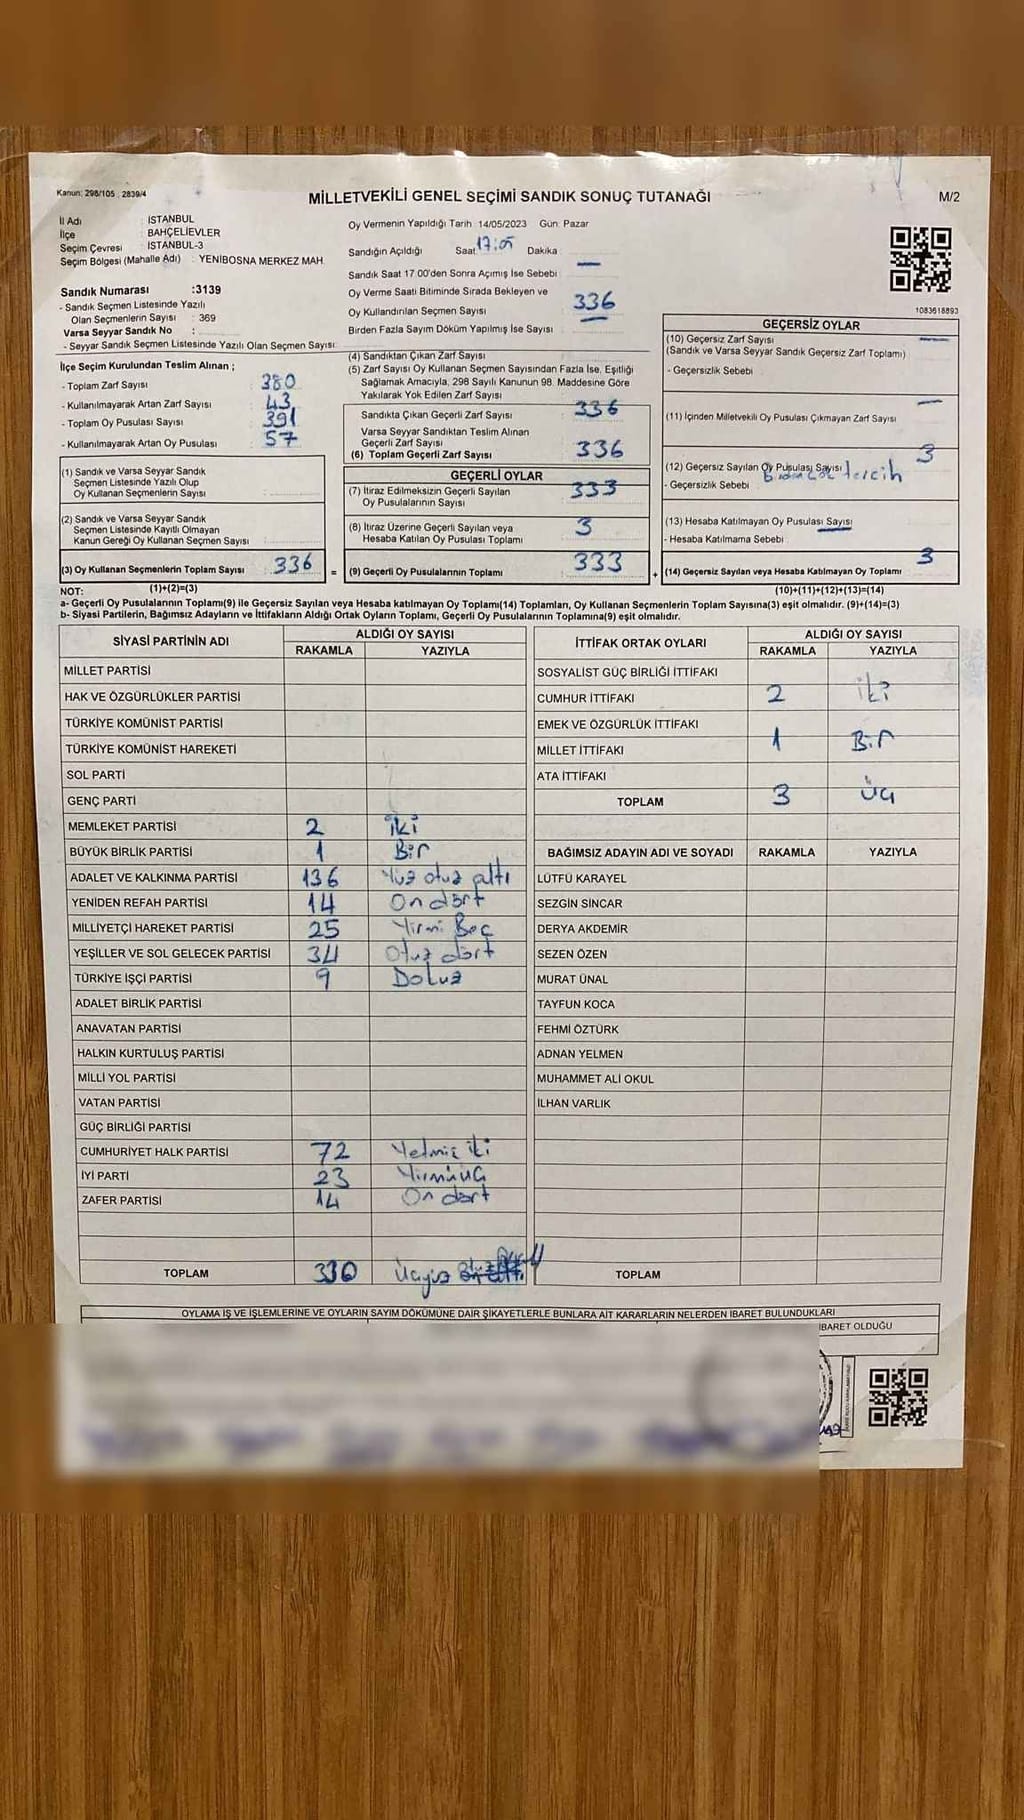 Kanun: 298/105 , 2839/4
MİLLETVEKİLİ GENEL SEÇİMİ SANDIK SONUÇ TUTANAĞI
M/2
İl Adı : İSTANBUL
İlçe : BAHÇELİEVLER
Seçim Çevresi : İSTANBUL-3
Seçim Bölgesi (Mahalle Adı) : YENİBOSNA MERKEZ MAH.
Sandık Numarası :3139
- Sandık Seçmen Listesinde Yazılı
Olan Seçmenlerin Sayısı : 369
Varsa Seyyar Sandık No :
- Seyyar Sandık Seçmen Listesinde Yazılı Olan Seçmen Sayısı:
Oy Vermenin Yapıldığı Tarih 14/05/2023 Gün: Pazar
Sandığın Açıldığı Saat 17:05 Dakika
Sandık Saat 17.00'den Sonra Açımış İse Sebebi
Oy Verme Saati Bitiminde Sırada Bekleyen ve
Oy Kullandırılan Seçmen Sayısı 336
Birden Fazla Sayım Döküm Yapılmış İse Sayısı
1083618893
İlçe Seçim Kurulundan Teslim Alınan ;
- Toplam Zarf Sayısı 380
- Kullanılmayarak Artan Zarf Sayısı 43
- Toplam Oy Pusulası Sayısı 391
- Kullanılmayarak Artan Oy Pusulası 57
(1) Sandık ve Varsa Seyyar Sandık
Seçmen Listesinde Yazılı Olup
Oy Kullanan Seçmenlerin Sayısı :
(2) Sandık ve Varsa Seyyar Sandık
Seçmen Listesinde Kayıtlı Olmayan
Kanun Gereği Oy Kullanan Seçmen Sayısı :
(3) Oy Kullanan Seçmenlerin Toplam Sayısı 336 =
(1)+(2)=(3)
(4) Sandıktan Çıkan Zarf Sayısı
(5) Zarf Sayısı Oy Kullanan Seçmen Sayısından Fazla İse, Eşitliği
Sağlamak Amacıyla, 298 Sayılı Kanunun 98. Maddesine Göre
Yakılarak Yok Edilen Zarf Sayısı
Sandıkta Çıkan Geçerli Zarf Sayısı 336
Varsa Seyyar Sandıktan Teslim Alınan
Geçerli Zarf Sayısı
(6) Toplam Geçerli Zarf Sayısı 336
GEÇERLİ OYLAR
(7) İtiraz Edilmeksizin Geçerli Sayılan
Oy Pusulalarının Sayısı 333
(8) İtiraz Üzerine Geçerli Sayılan veya
Hesaba Katılan Oy Pusulası Toplamı 3
(9) Geçerli Oy Pusulalarının Toplamı 333 +
GEÇERSİZ OYLAR
(10) Geçersiz Zarf Sayısı
(Sandık ve Varsa Seyyar Sandık Geçersiz Zarf Toplamı)
- Geçersizlik Sebebi
(11) İçinden Milletvekili Oy Pusulası Çıkmayan Zarf Sayısı
(12) Geçersiz Sayılan Oy Pusulası Sayısı 3
- Geçersizlik Sebebi Birden çok tercih
(13) Hesaba Katılmayan Oy Pusulası Sayısı
- Hesaba Katılmama Sebebi
(14) Geçersiz Sayılan veya Hesaba Katılmayan Oy Toplamı 3
(10)+(11)+(12)+(13)=(14)
NOT:
a- Geçerli Oy Pusulalarının Toplamı(9) ile Geçersiz Sayılan veya Hesaba katılmayan Oy Toplamı(14) Toplamları, Oy Kullanan Seçmenlerin Toplam Sayısına(3) eşit olmalıdır. (9)+(14)=(3)
b- Siyasi Partilerin, Bağımsız Adayların ve İttifakların Aldığı Ortak Oyların Toplamı, Geçerli Oy Pusulalarının Toplamına(9) eşit olmalıdır.
SİYASİ PARTİNİN ADI ALDIĞI OY SAYISI
RAKAMLA YAZIYLA
MİLLET PARTİSİ
HAK VE ÖZGÜRLÜKLER PARTİSİ
TÜRKİYE KOMÜNİST PARTİSİ
TÜRKİYE KOMÜNİST HAREKETİ
SOL PARTİ
GENÇ PARTİ
MEMLEKET PARTİSİ 2 iki
BÜYÜK BİRLİK PARTİSİ 1 Bir
ADALET VE KALKINMA PARTİSİ 136 Yüz otuz altı
YENİDEN REFAH PARTİSİ 14 On dört
MİLLİYETÇİ HAREKET PARTİSİ 25 Yirmi Beş
YEŞİLLER VE SOL GELECEK PARTİSİ 34 Otuz dört
TÜRKİYE İŞÇİ PARTİSİ 9 Dokuz
ADALET BİRLİK PARTİSİ
ANAVATAN PARTİSİ
HALKIN KURTULUŞ PARTİSİ
MİLLİ YOL PARTİSİ
VATAN PARTİSİ
GÜÇ BİRLİĞİ PARTİSİ
CUMHURİYET HALK PARTİSİ 72 Yetmiş iki
İYİ PARTİ 23 Yirmi üç
ZAFER PARTİSİ 14 On dört
TOPLAM 330 Üçyüz
İTTİFAK ORTAK OYLARI ALDIĞI OY SAYISI
RAKAMLA YAZIYLA
SOSYALİST GÜÇ BİRLİĞİ İTTİFAKI
CUMHUR İTTİFAKI 2 iki
EMEK VE ÖZGÜRLÜK İTTİFAKI
MİLLET İTTİFAKI 1 Bir
ATA İTTİFAKI
TOPLAM 3 üç
BAĞIMSIZ ADAYIN ADI VE SOYADI RAKAMLA YAZIYLA
LÜTFÜ KARAYEL
SEZGİN SİNCAR
DERYA AKDEMİR
SEZEN ÖZEN
MURAT ÜNAL
TAYFUN KOCA
FEHMİ ÖZTÜRK
ADNAN YELMEN
MUHAMMET ALİ OKUL
İLHAN VARLIK
TOPLAM
OYLAMA İŞ VE İŞLEMLERİNE VE OYLARIN SAYIM DÖKÜMÜNE DAİR ŞİKAYETLERLE BUNLARA AİT KARARLARIN NELERDEN İBARET BULUNDUKLARI
İBARET OLDUĞU